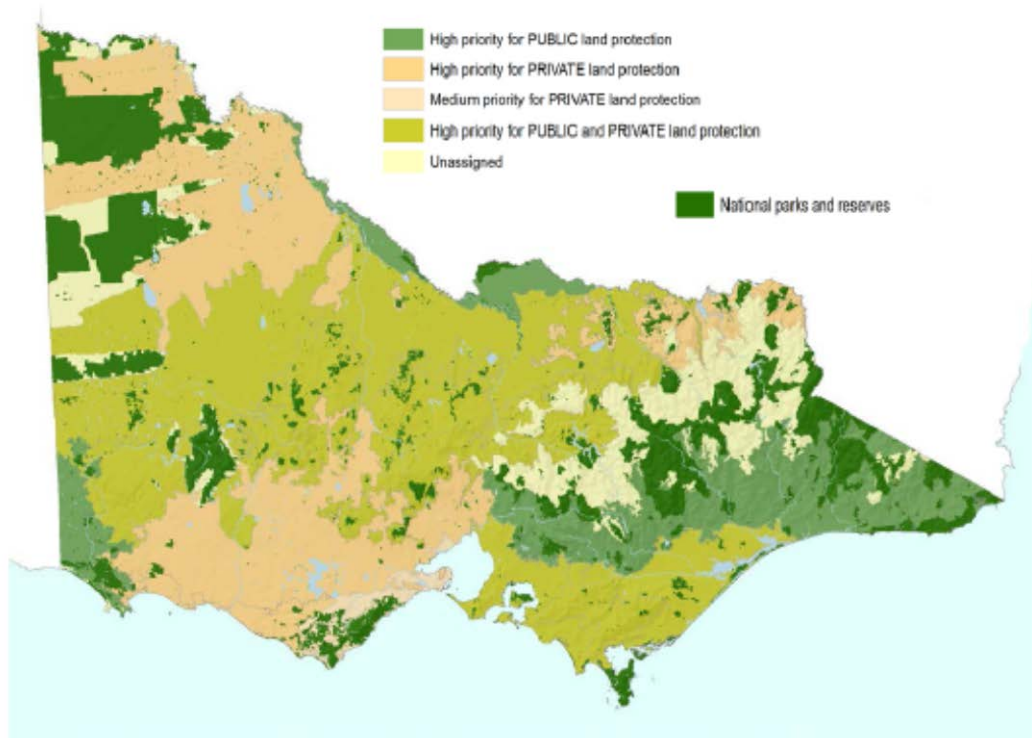 High priority for PUBLIC land protection
High priority for PRIVATE land protection
Medium priority for PRIVATE land protection
High priority for PUBLIC and PRIVATE land protection
Unassigned
National parks and reserves